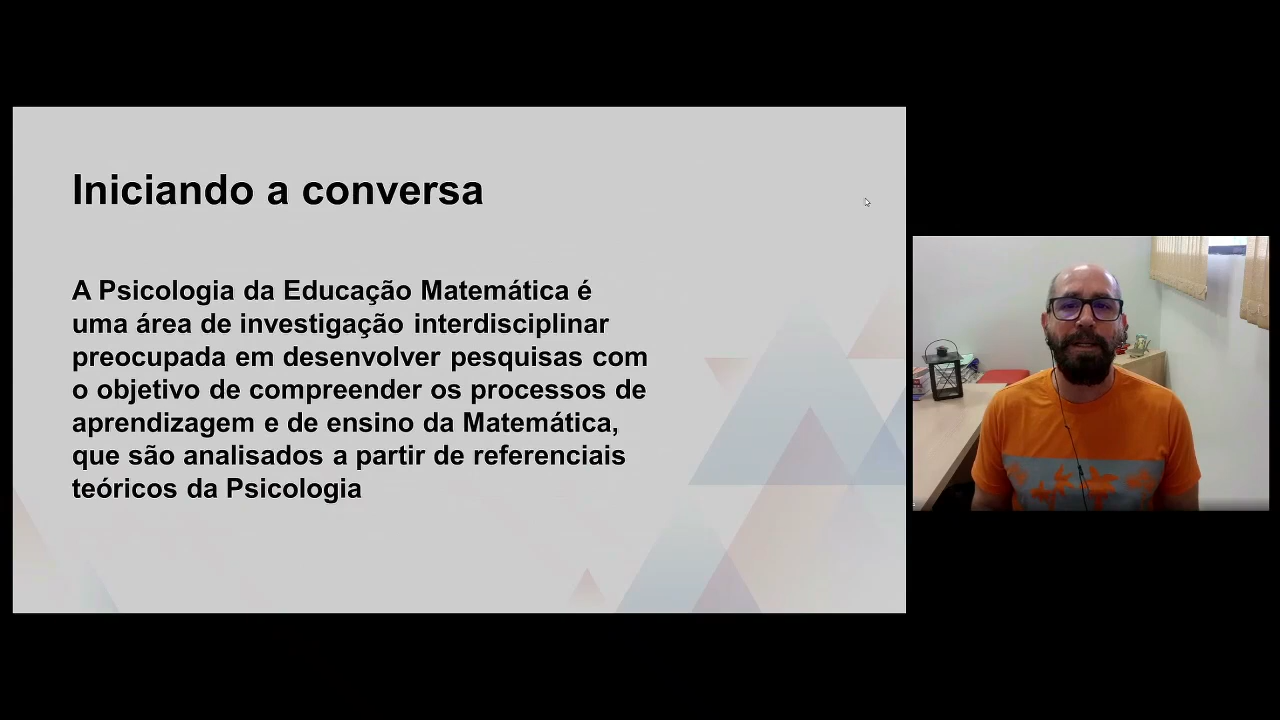 Iniciando a conversa
A Psicologia da Educação Matemática é
uma área de investigação interdisciplinar
preocupada em desenvolver pesquisas com
o objetivo de compreender os processos de
aprendizagem e de ensino da Matemática,
que são analisados a partir de referenciais
teóricos da Psicologia